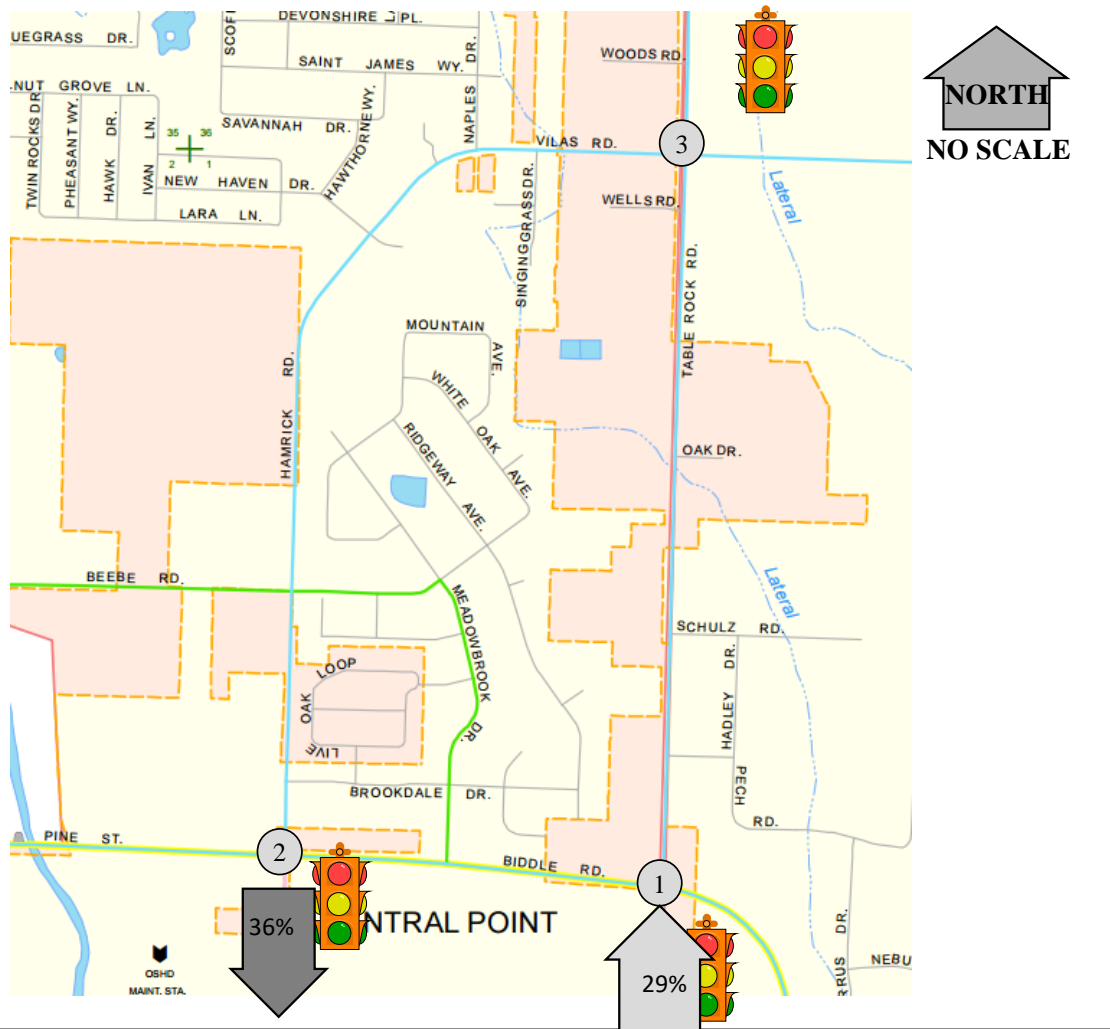 DEVONSHIRE PL.
UEGRASS DR.
SCOFI
SAINT JAMES WY.
NAPLES DR.
WOODS RD.
NORTH
NO SCALE
NUT GROVE LN.
TWIN ROCKS DR
PHEASANT WY.
HAWK DR.
IVAN LN.
35 36
2 1
SAVANNAH DR.
HAWTHORNE WY.
NEW HAVEN DR.
LARA LN.
VILAS RD.
3
Lateral
WELLS RD.
SINGING GRASS DR.
TABLE ROCK RD.
MOUNTAIN AVE.
WHITE OAK AVE.
RIDGEWAY AVE.
HAMRICK RD.
OAK DR.
BEEBE RD.
MEADOWBROOK DR.
Lateral
SCHULZ RD.
HADLEY DR.
LIVE OAK LOOP
BROOKDALE DR.
PECH RD.
PINE ST.
2
BIDDLE RD.
1
36%
NTRAL POINT
29%
OSHD
MAINT. STA.
RRUS DR.
NEBU